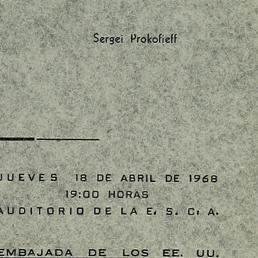 Sergei Prokofieff
JUEVES 18 DE ABRIL DE 1968
19:00 HORAS
AUDITORIO DE LA E. S. C. A.
EMBAJADA DE LOS EE. UU.